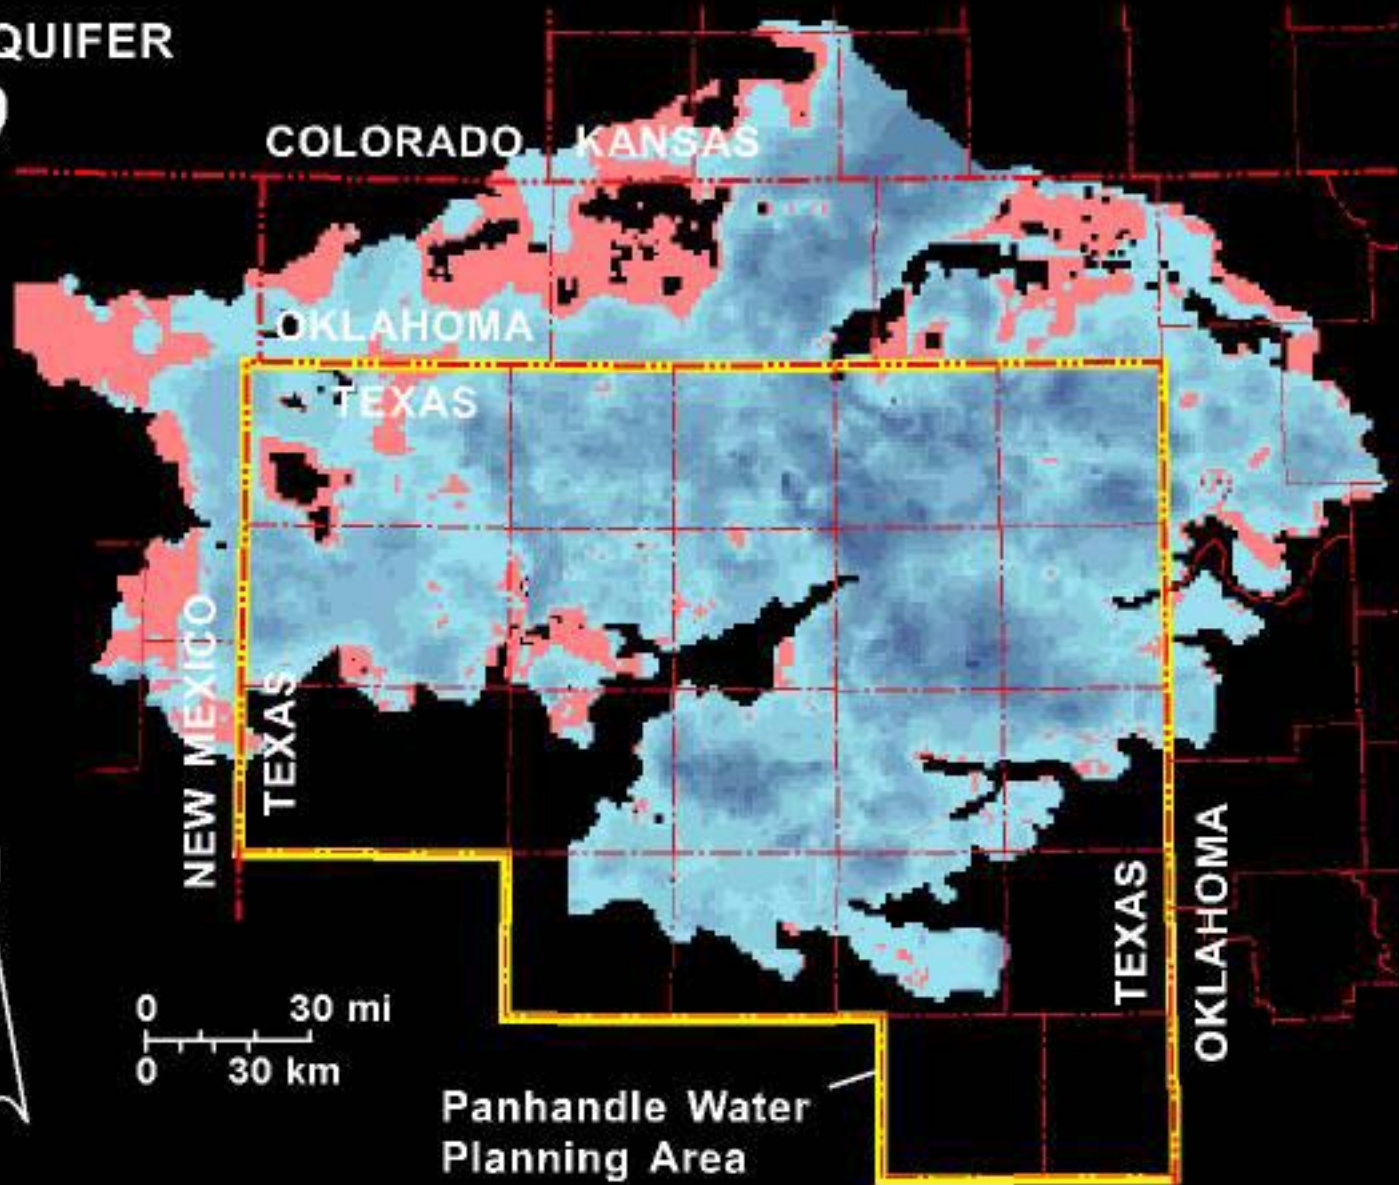 QUIFER
COLORADO KANSAS
OKLAHOMA
TEXAS
NEW MEXICO
TEXAS
TEXAS
OKLAHOMA
0 30 mi
0 30 km
Panhandle Water
Planning Area